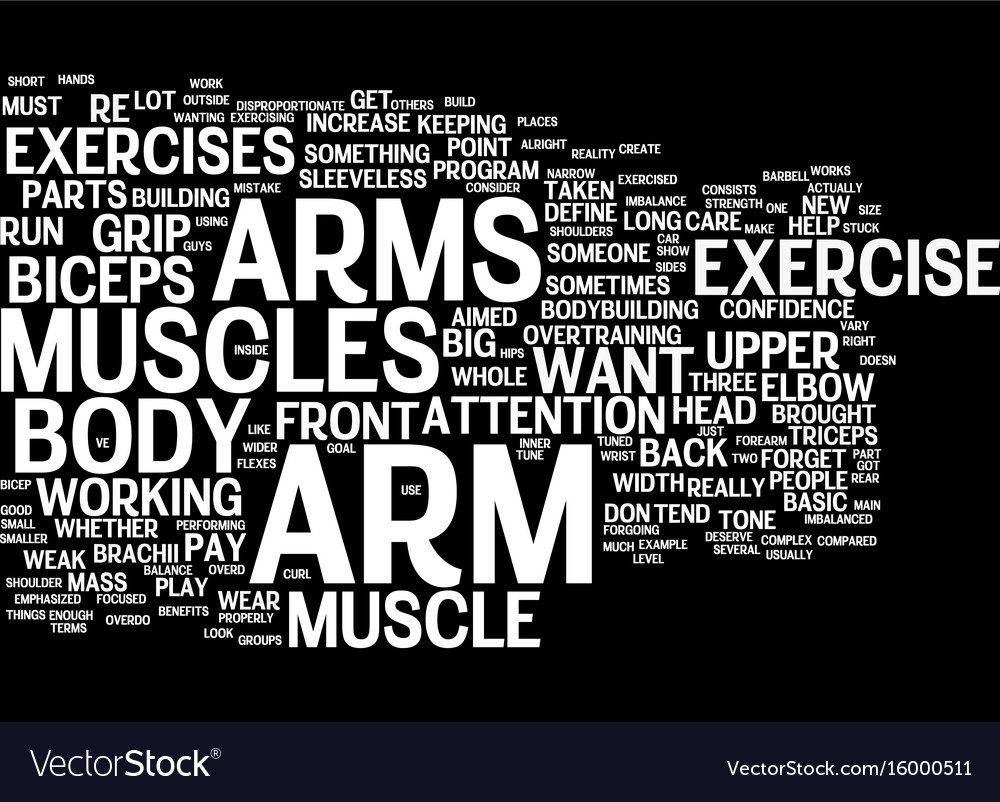 SHORT HANDS WORK
MUST RE LOT OUTSIDE DISPROPORTIONATE GET OTHERS BUILD
WANTING EXERCISING INCREASE KEEPING PLACES
EXERCISES SOMETHING POINT ALRIGHT REALITY CREATE
PARTS BUILDING MISTAKE SLEEVELESS PROGRAM NARROW BARBELL WORKS
CONSIDER TAKEN EXERCISED CONSISTS ACTUALLY
RUN GRIP USING ARMS DEFINE IMBALANCE STRENGTH ONE NEW SIZE
GUYS SHOULDERS LONG CARE MAKE HELP STUCK
BICEPS SOMEONE CAR SHOW SIDES EXERCISE
SOMETIMES
MUSCLES AIMED BODYBUILDING CONFIDENCE
INSIDE BIG HIPS OVERTRAINING UPPER VARY RIGHT
WHOLE WANT THREE ELBOW DOESN
BODY VE LIKE FRONT ATTENTION HEAD BROUGHT
WIDER GOAL INNER TUNE TUNED BACK JUST FOREARM TRICEPS
FLEXES WRIST TWO FORGET PART GOT
BICEP WORKING ARM USE WIDTH REALLY PEOPLE REAR
GOOD BASIC MAIN
SMALL WHETHER PERFORMING DON TEND TONE IMBALANCED
SMALLER FORGOING DESERVE COMPLEX COMPARED
WEAK BRACHII PAY MUCH EXAMPLE SEVERAL USUALLY
BALANCE OVERD CURL LEVEL
SHOULDER MASS PLAY
EMPHASIZED FOCUSED WEAR MUSCLE
THINGS ENOUGH OVERDO BENEFITS PROPERLY
TERMS LOOK GROUPS
VectorStock®
VectorStock.com/16000511